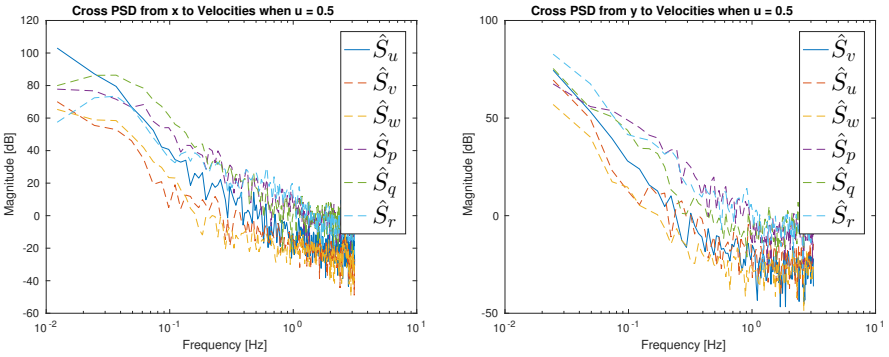 Cross PSD from x to Velocities when u = 0.5
120
100
80
60
40
20
0
-20
-40
-60
Magnitude [dB]
10^-2
10^-1
10^0
10^1
Frequency [Hz]
Ŝ_u
Ŝ_v
Ŝ_w
Ŝ_p
Ŝ_q
Ŝ_r
Cross PSD from y to Velocities when u = 0.5
100
50
0
-50
Magnitude [dB]
10^-2
10^-1
10^0
10^1
Frequency [Hz]
Ŝ_v
Ŝ_u
Ŝ_w
Ŝ_p
Ŝ_q
Ŝ_r